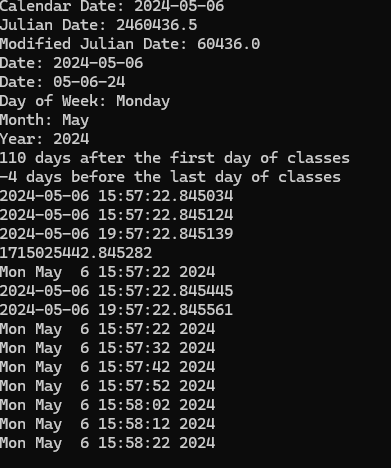 Calendar Date: 2024-05-06
Julian Date: 2460436.5
Modified Julian Date: 60436.0
Date: 2024-05-06
Date: 05-06-24
Day of Week: Monday
Month: May
Year: 2024
110 days after the first day of classes
-4 days before the last day of classes
2024-05-06 15:57:22.845034
2024-05-06 15:57:22.845124
2024-05-06 19:57:22.845139
1715025442.845282
Mon May  6 15:57:22 2024
2024-05-06 15:57:22.845445
2024-05-06 19:57:22.845561
Mon May  6 15:57:22 2024
Mon May  6 15:57:32 2024
Mon May  6 15:57:42 2024
Mon May  6 15:57:52 2024
Mon May  6 15:58:02 2024
Mon May  6 15:58:12 2024
Mon May  6 15:58:22 2024